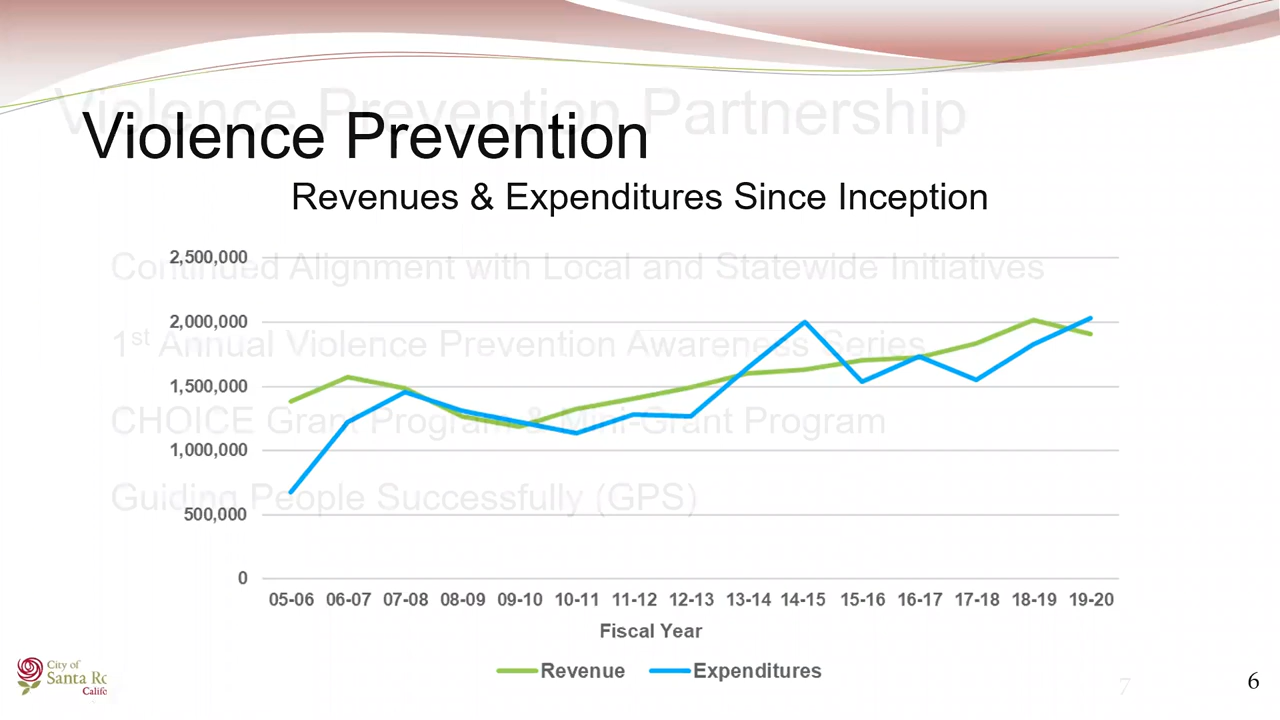 Violence Prevention Partnership
Violence Prevention
Revenues & Expenditures Since Inception
Continued Alignment with Local and Statewide Initiatives
1st Annual Violence Prevention Awareness Series
CHOICE Grant Program & Mini-Grant Program
Guiding People Successfully (GPS)
2,500,000
2,000,000
1,500,000
1,000,000
500,000
0
05-06 06-07 07-08 08-09 09-10 10-11 11-12 12-13 13-14 14-15 15-16 16-17 17-18 18-19 19-20
Fiscal Year
Revenue Expenditures
City of
Santa Ro
Califo
7
6